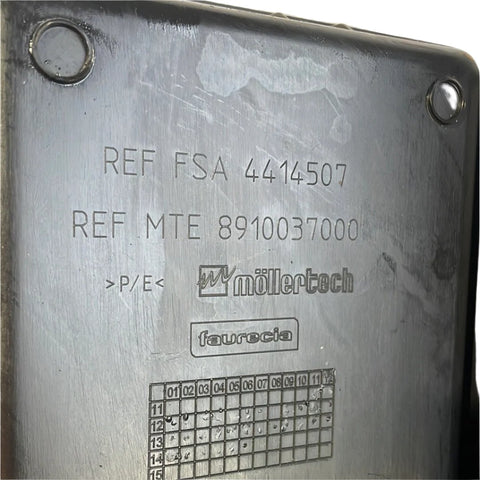 REF FSA 4414507
REF MTE 8910037000
>P/E< möllertech
faurecia
01 02 03 04 05 06 07 08 09 10 11 12
11
12
13
14
15